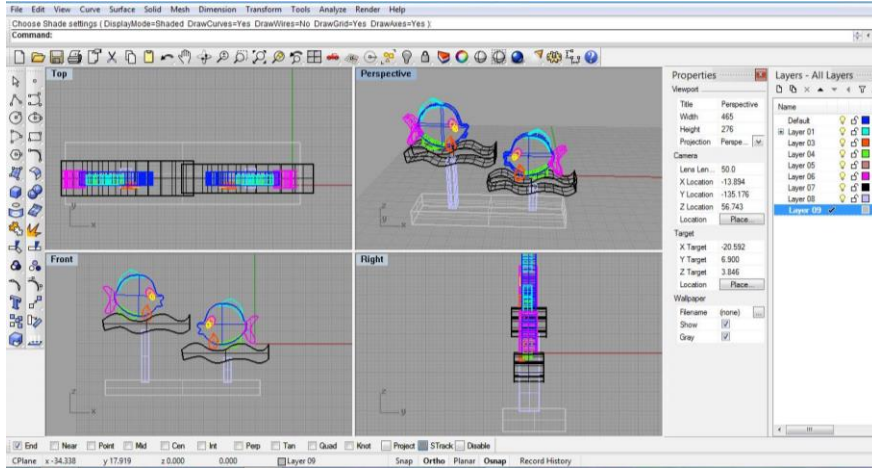 File Edit View Curve Surface Solid Mesh Dimension Transform Tools Analyze Render Help
Choose Shade settings ( DisplayMode=Shaded DrawCurves=Yes DrawWires=No DrawGrid=Yes DrawAxes=Yes ):
Command:
Top
Perspective
Properties
Layers - All Layers
Viewport
Title Perspective
Width 465
Height 276
Projection Perspe...
Camera
Lens Len... 50.0
X Location -13.894
Y Location -135.176
Z Location 56.743
Location Place...
Target
X Target -20.592
Y Target 6.900
Z Target 3.846
Location Place...
Wallpaper
Filename (none) ...
Show
Gray
Name
Default
Layer 01
Layer 03
Layer 04
Layer 05
Layer 06
Layer 07
Layer 08
Layer 09
y
x
z
x
Front
Right
z
x
z
y
End Near Point Mid Cen Int Perp Tan Quad Knot Project STrack Disable
CPlane x -34.338 y 17.919 z 0.000 0.000 Layer 09 Snap Ortho Planar Osnap Record History